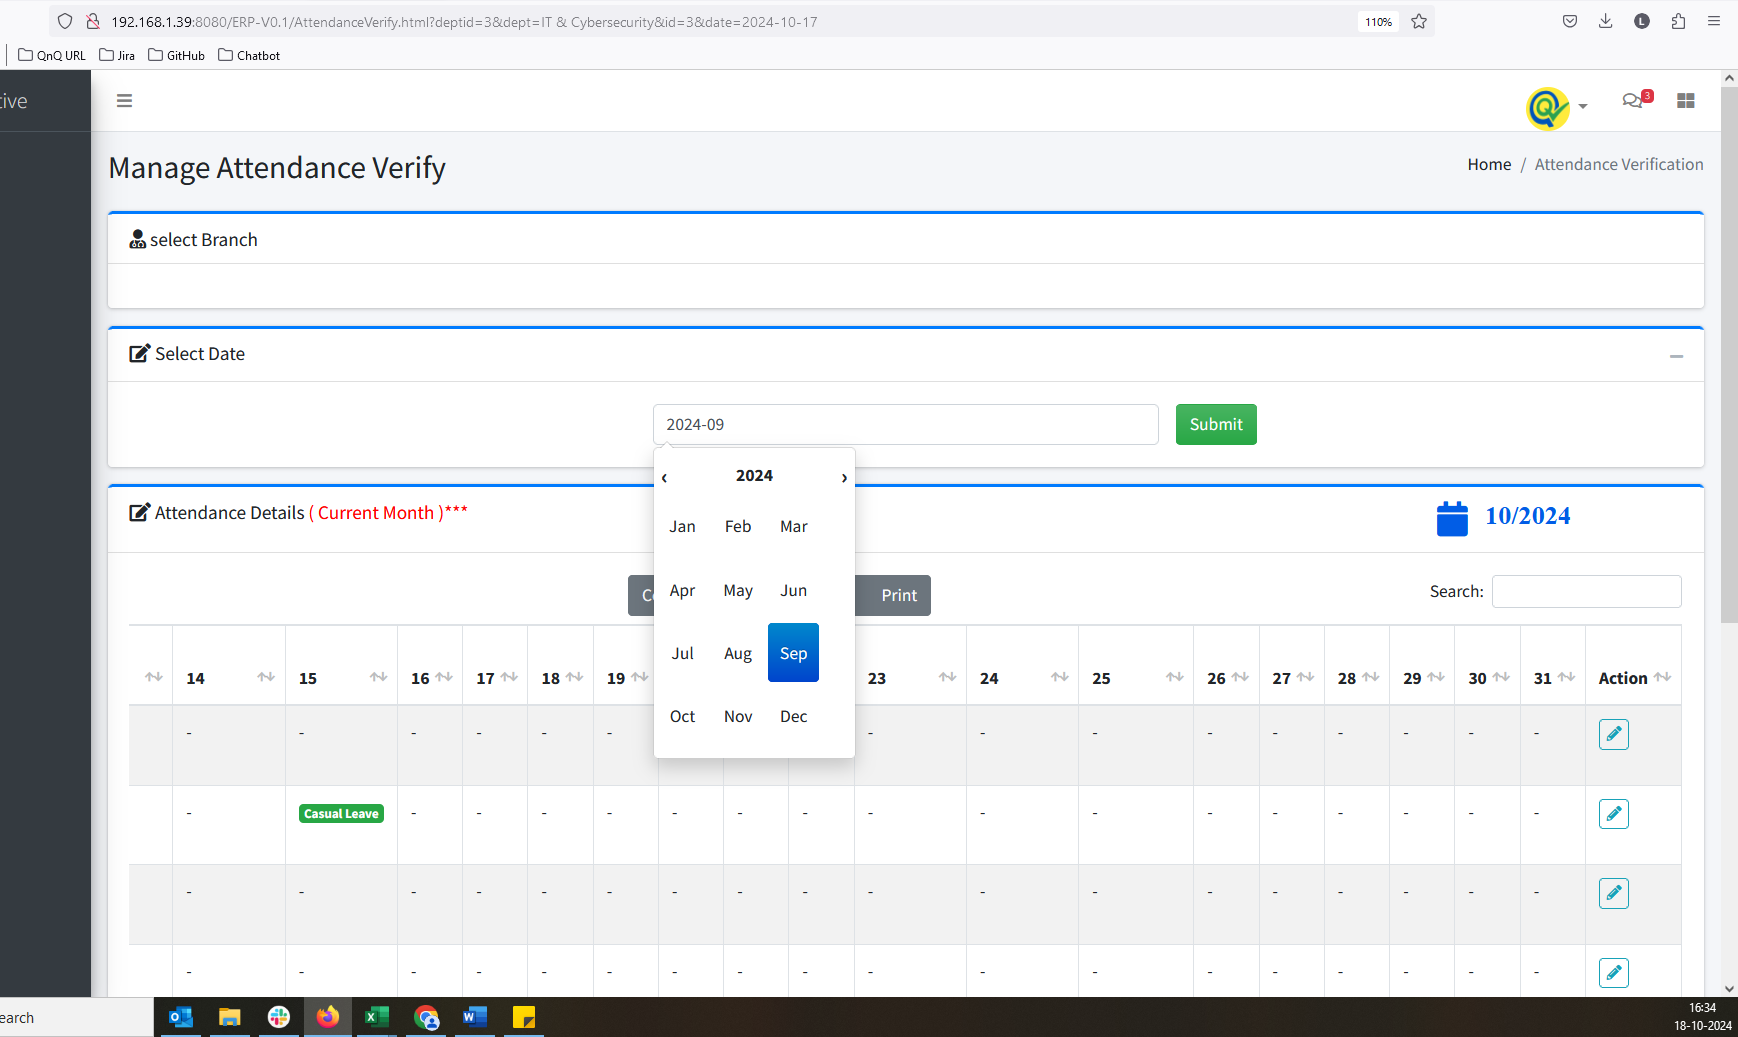 192.168.1.39:8080/ERP-V0.1/AttendanceVerify.html?deptid=3&dept=IT & Cybersecurity&id=3&date=2024-10-17
110%
L
QnQ URL Jira GitHub Chatbot
tive
3
Manage Attendance Verify
Home / Attendance Verification
select Branch
Select Date
2024-09
Submit
‹ 2024 ›
Jan Feb Mar
Apr May Jun
Jul Aug Sep
Oct Nov Dec
Attendance Details ( Current Month )***
10/2024
Print
Search:
14 15 16 17 18 19 23 24 25 26 27 28 29 30 31 Action
- - - - - - - - - - - - - - -
- Casual Leave - - - - - - - - - - - - - - - -
- - - - - - - - - - - - - - - - - -
- - - - - - - - - - - - - - - - - -
earch
16:34
18-10-2024